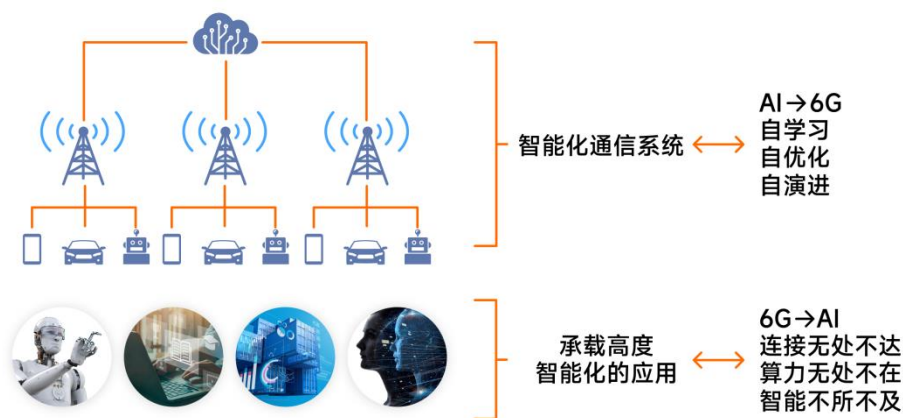 智能化通信系统
AI→6G
自学习
自优化
自演进
承载高度
智能化的应用
6G→AI
连接无处不达
算力无处不在
智能不所不及